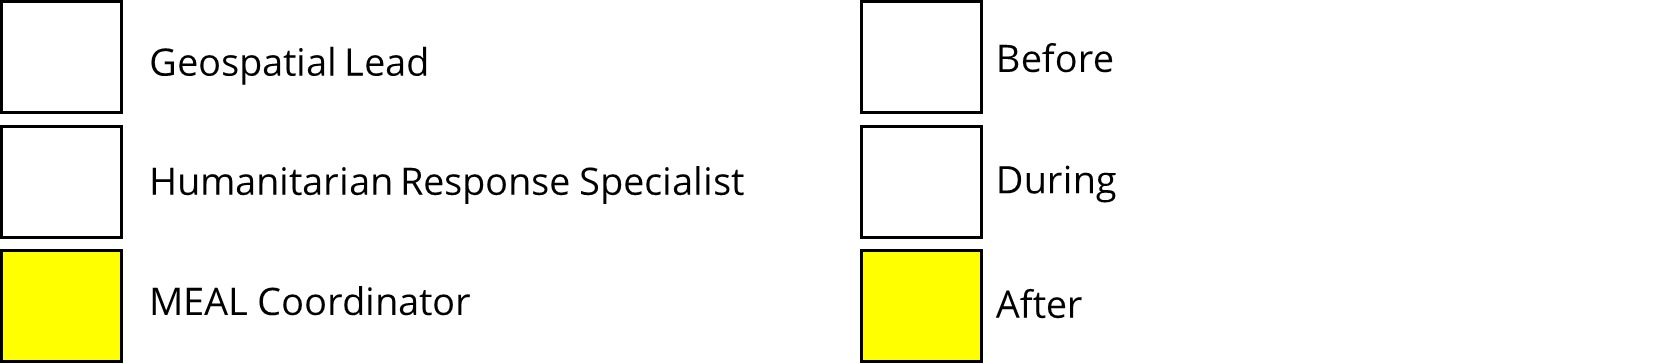 Geospatial Lead
Humanitarian Response Specialist
MEAL Coordinator
Before
During
After